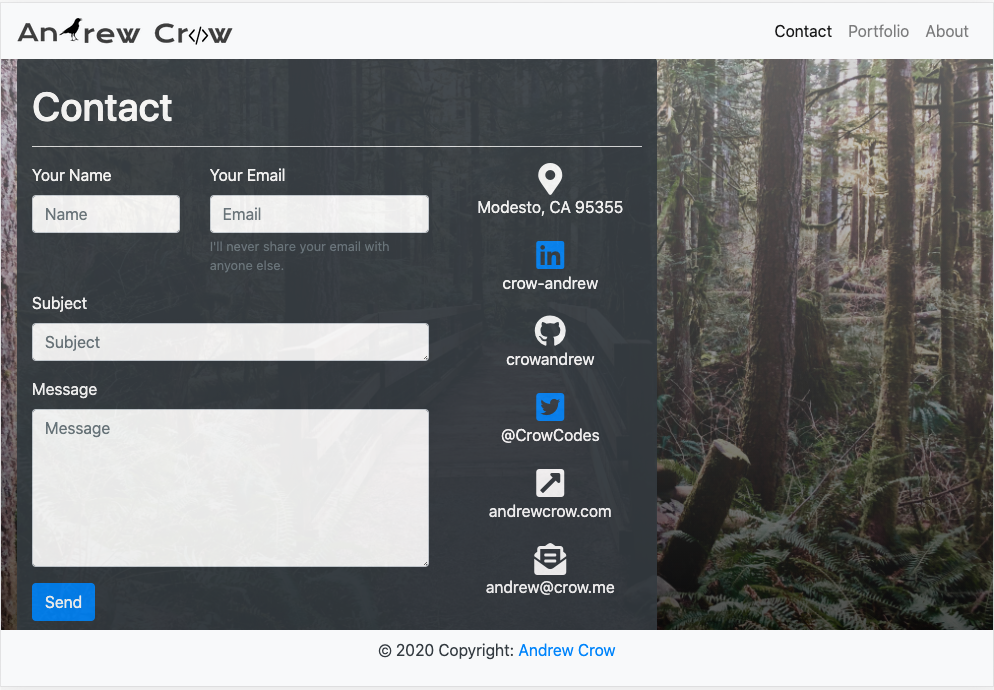 Andrew Cr</>w
Contact Portfolio About
Contact
Your Name
Your Email
Name
Email
I'll never share your email with
anyone else.
Subject
Subject
Message
Message
Send
Modesto, CA 95355
crow-andrew
crowandrew
@CrowCodes
andrewcrow.com
andrew@crow.me
© 2020 Copyright: Andrew Crow